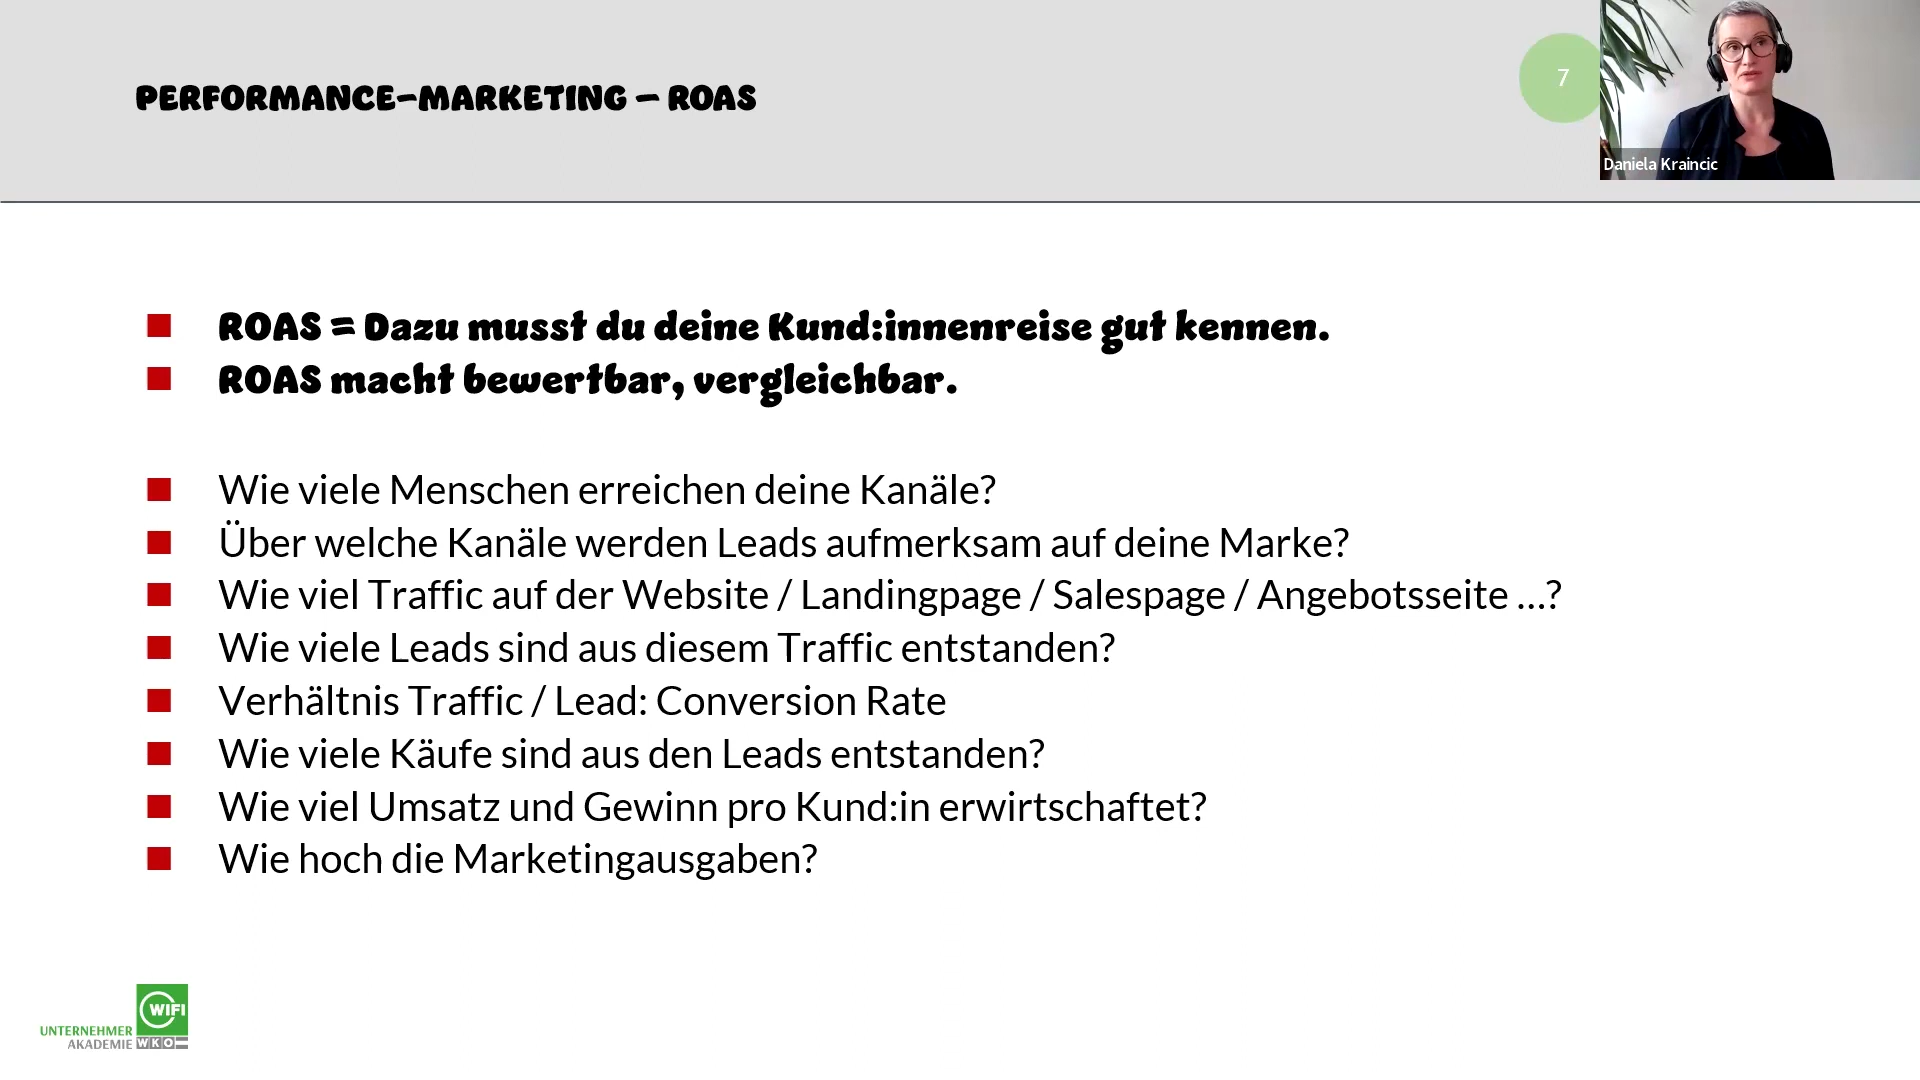 PERFORMANCE-MARKETING – ROAS
7
Daniela Kraincic
ROAS = Dazu musst du deine Kund:innenreise gut kennen.
ROAS macht bewertbar, vergleichbar.
Wie viele Menschen erreichen deine Kanäle?
Über welche Kanäle werden Leads aufmerksam auf deine Marke?
Wie viel Traffic auf der Website / Landingpage / Salespage / Angebotsseite …?
Wie viele Leads sind aus diesem Traffic entstanden?
Verhältnis Traffic / Lead: Conversion Rate
Wie viele Käufe sind aus den Leads entstanden?
Wie viel Umsatz und Gewinn pro Kund:in erwirtschaftet?
Wie hoch die Marketingausgaben?
WIFI
UNTERNEHMER
AKADEMIE WKO